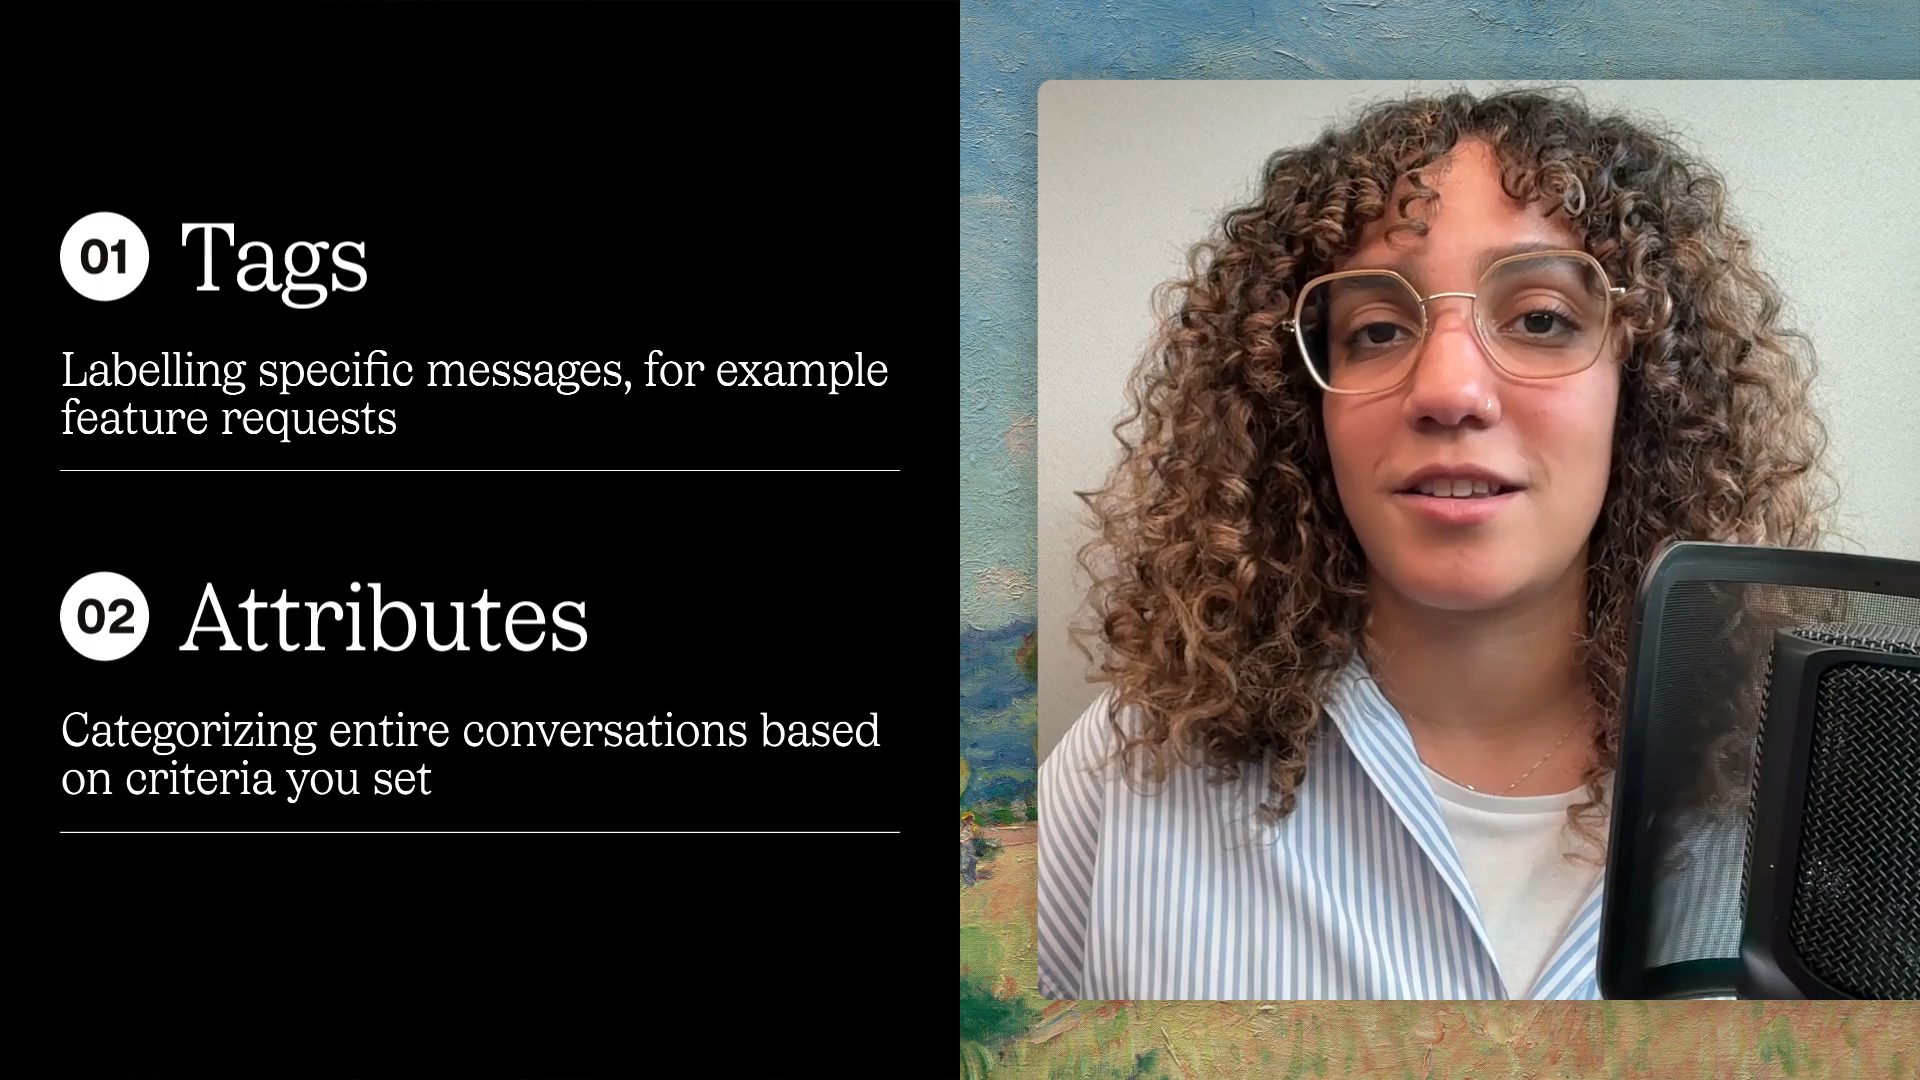 01 Tags
Labelling specific messages, for example
feature requests
02 Attributes
Categorizing entire conversations based
on criteria you set